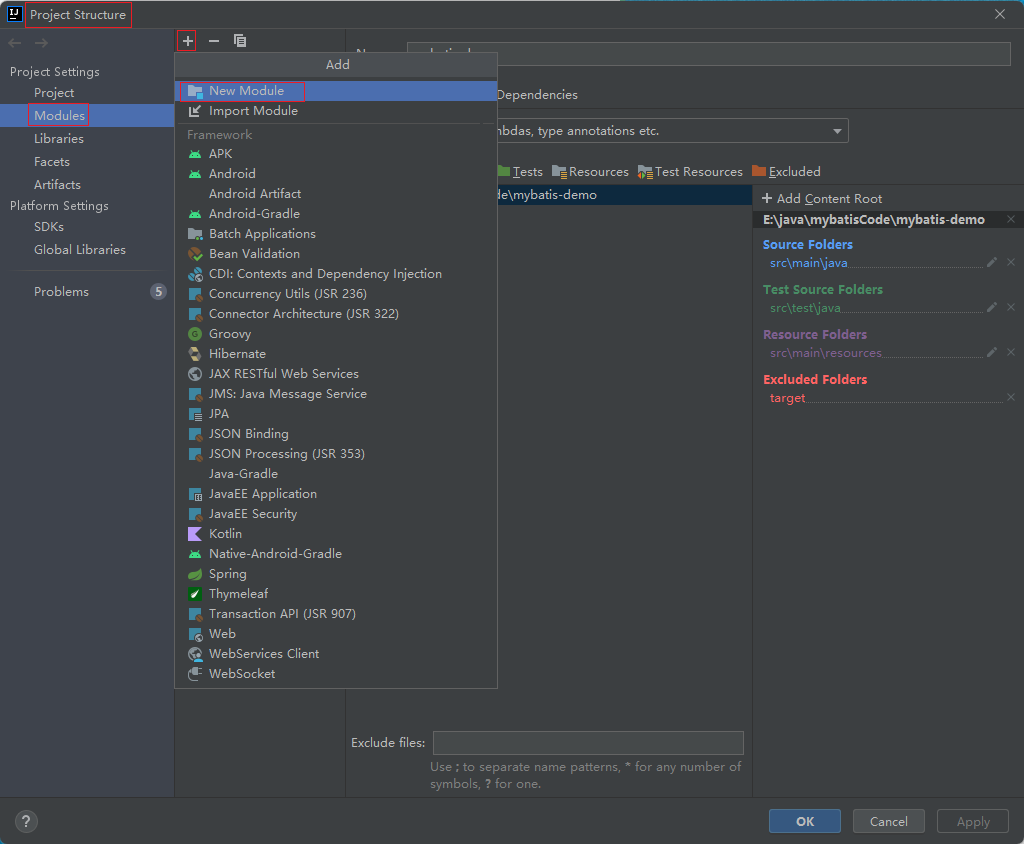 Project Structure
Project Settings
Project
Modules
Libraries
Facets
Artifacts
Platform Settings
SDKs
Global Libraries
Problems 5
Add
New Module
Import Module
Framework
APK
Android
Android Artifact
Android-Gradle
Batch Applications
Bean Validation
CDI: Contexts and Dependency Injection
Concurrency Utils (JSR 236)
Connector Architecture (JSR 322)
Groovy
Hibernate
JAX RESTful Web Services
JMS: Java Message Service
JPA
JSON Binding
JSON Processing (JSR 353)
Java-Gradle
JavaEE Application
JavaEE Security
Kotlin
Native-Android-Gradle
Spring
Thymeleaf
Transaction API (JSR 907)
Web
WebServices Client
WebSocket
Dependencies
type annotations etc.
Tests Resources Test Resources Excluded
\mybatis-demo
+ Add Content Root
E:\java\mybatisCode\mybatis-demo
Source Folders
src\main\java
Test Source Folders
src\test\java
Resource Folders
src\main\resources
Excluded Folders
target
Exclude files:
Use ; to separate name patterns, * for any number of
symbols, ? for one.
?
OK Cancel Apply